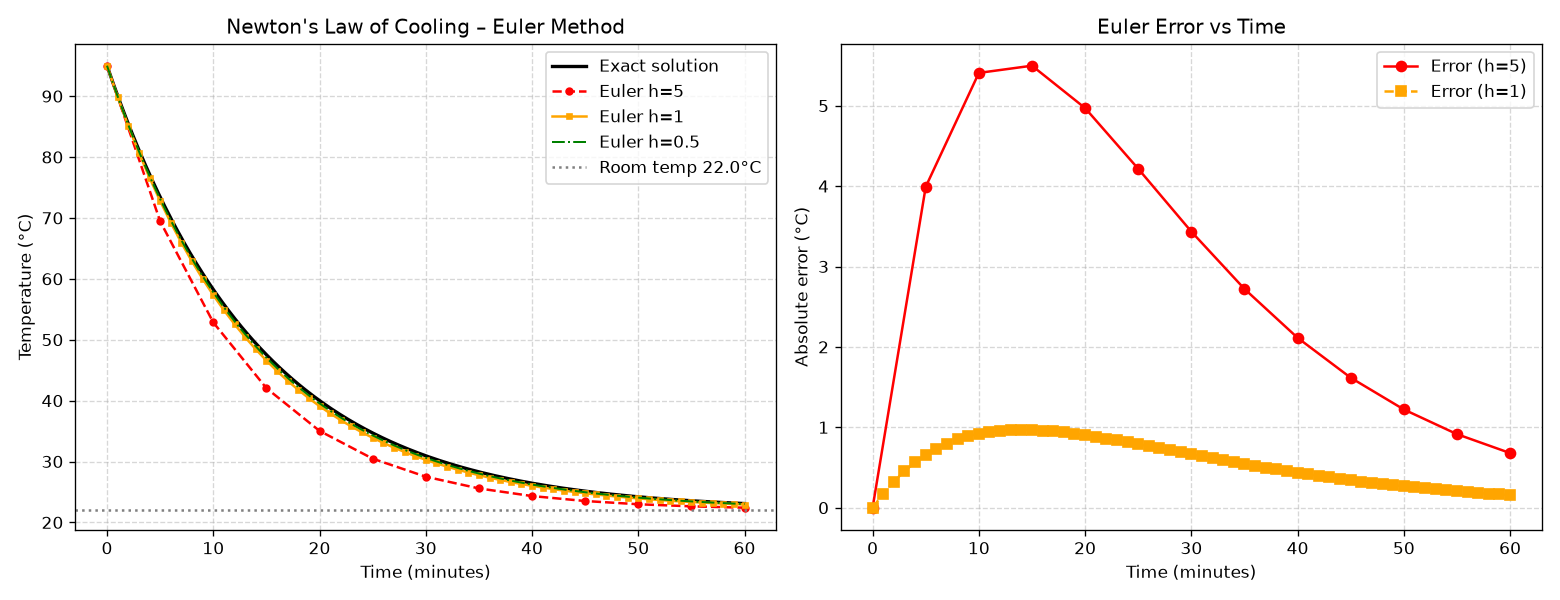 Newton's Law of Cooling – Euler Method
Temperature (°C)
90
80
70
60
50
40
30
20
0 10 20 30 40 50 60
Time (minutes)
Exact solution
Euler h=5
Euler h=1
Euler h=0.5
Room temp 22.0°C
Euler Error vs Time
Absolute error (°C)
5
4
3
2
1
0
0 10 20 30 40 50 60
Time (minutes)
Error (h=5)
Error (h=1)